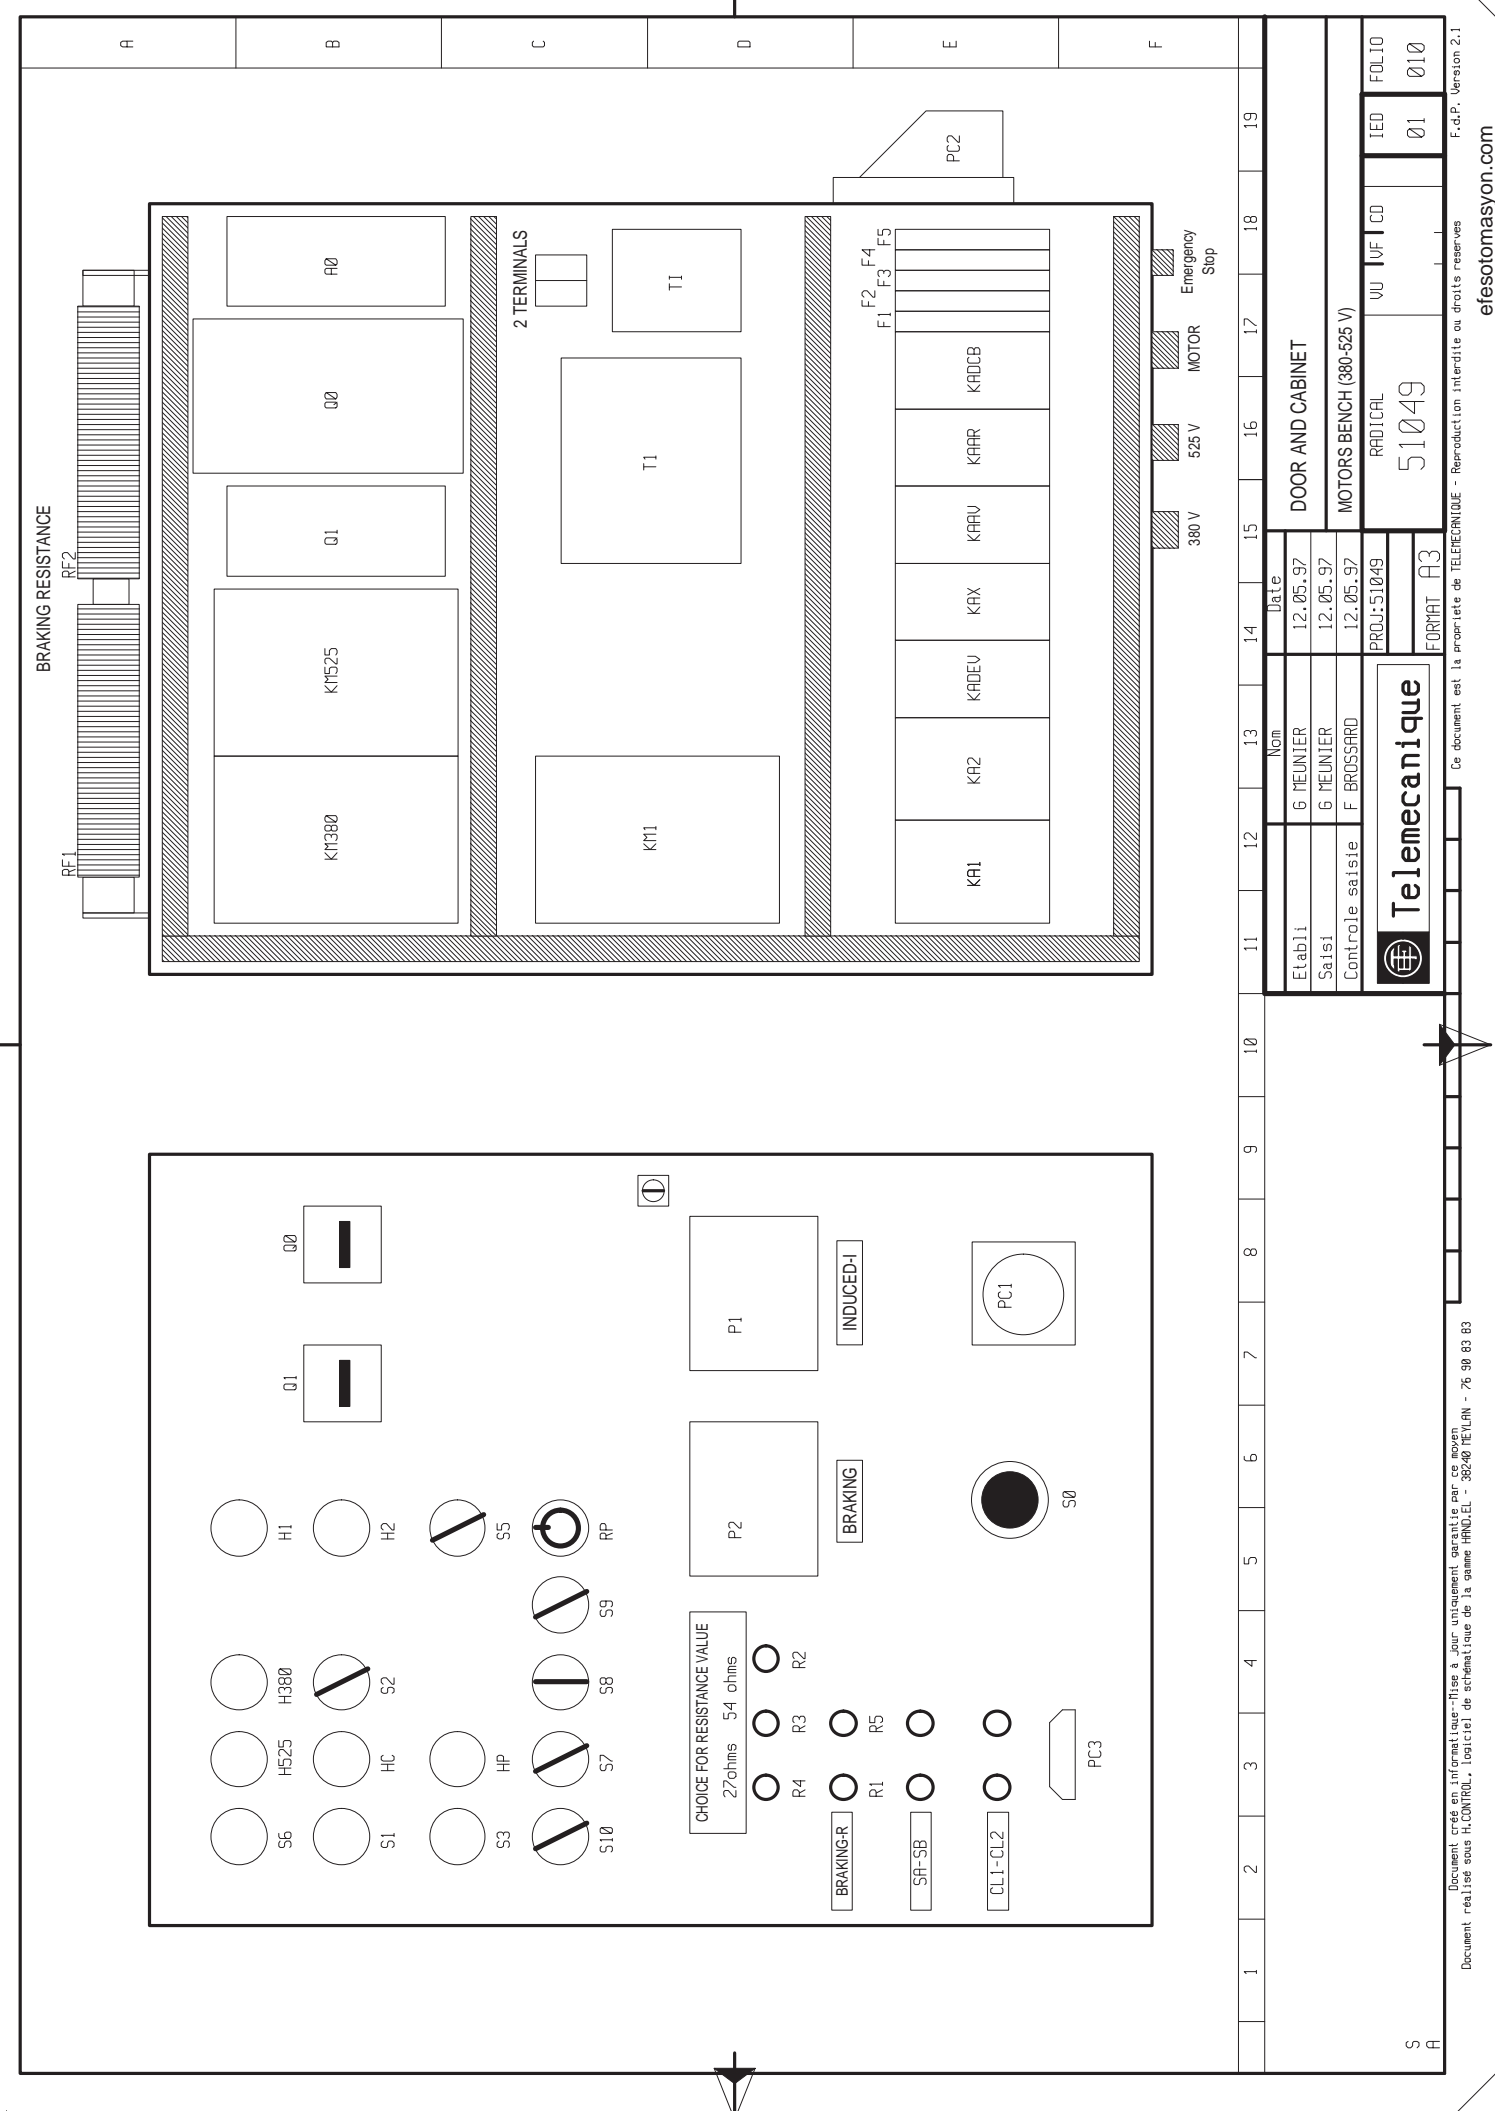 A
B
C
D
E
F
BRAKING RESISTANCE
RF1
RF2
KM380
KM525
Q1
Q0
A0
2 TERMINALS
KM1
T1
TI
F1
F2
F3
F4
F5
KA1
KA2
KADEV
KAX
KAAV
KAAR
KADCB
PC2
380 V
525 V
MOTOR
Emergency
Stop
Q1
Q0
S6
H525
H380
H1
S1
HC
S2
H2
S3
HP
S5
S10
S7
S8
S9
RP
CHOICE FOR RESISTANCE VALUE
27ohms 54 ohms
R4
R3
R2
P2
P1
BRAKING-R
R1
R5
BRAKING
INDUCED-I
SA-SB
CL1-CL2
PC3
S0
PC1
1 2 3 4 5 6 7 8 9 10 11 12 13 14 15 16 17 18 19
Nom Date
Etabli G MEUNIER 12.05.97
Saisi G MEUNIER 12.05.97
Controle saisie F BROSSARD 12.05.97
DOOR AND CABINET
MOTORS BENCH (380-525 V)
Telemecanique
PROJ:51049
FORMAT A3
RADICAL
51049
VU VF CD
IED
01
FOLIO
010
S
A
Document créé en informatique--Mise à jour uniquement garantie par ce moyen
Document réalisé sous H.CONTROL, logiciel de schématique de la gamme HAND.EL - 38240 MEYLAN - 76 90 83 83
Ce document est la propriete de TELEMECANIQUE - Reproduction interdite ou droits reserves
F.d.P. Version 2.1
efesotomasyon.com